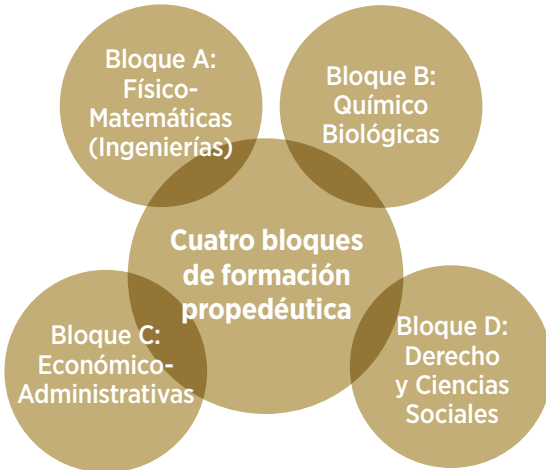 Bloque A:
Físico-
Matemáticas
(Ingenierías)
Bloque B:
Químico
Biológicas
Cuatro bloques
de formación
propedéutica
Bloque C:
Económico-
Administrativas
Bloque D:
Derecho
y Ciencias
Sociales